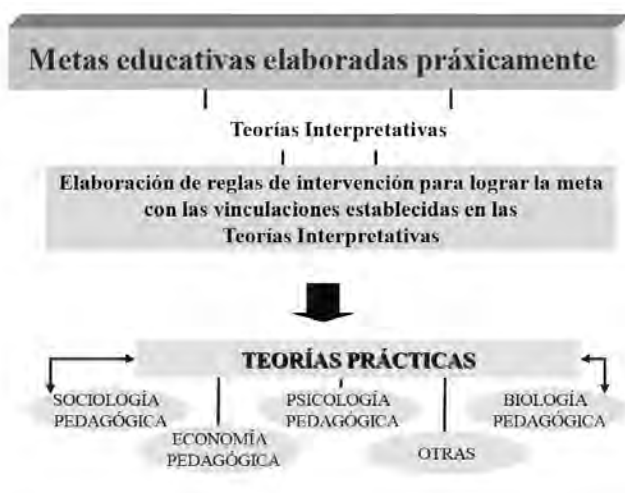 Metas educativas elaboradas práxicamente
Teorías Interpretativas
Elaboración de reglas de intervención para lograr la meta
con las vinculaciones establecidas en las
Teorías Interpretativas
TEORÍAS PRÁCTICAS
SOCIOLOGÍA
PEDAGÓGICA
ECONOMÍA
PEDAGÓGICA
PSICOLOGÍA
PEDAGÓGICA
OTRAS
BIOLOGÍA
PEDAGÓGICA